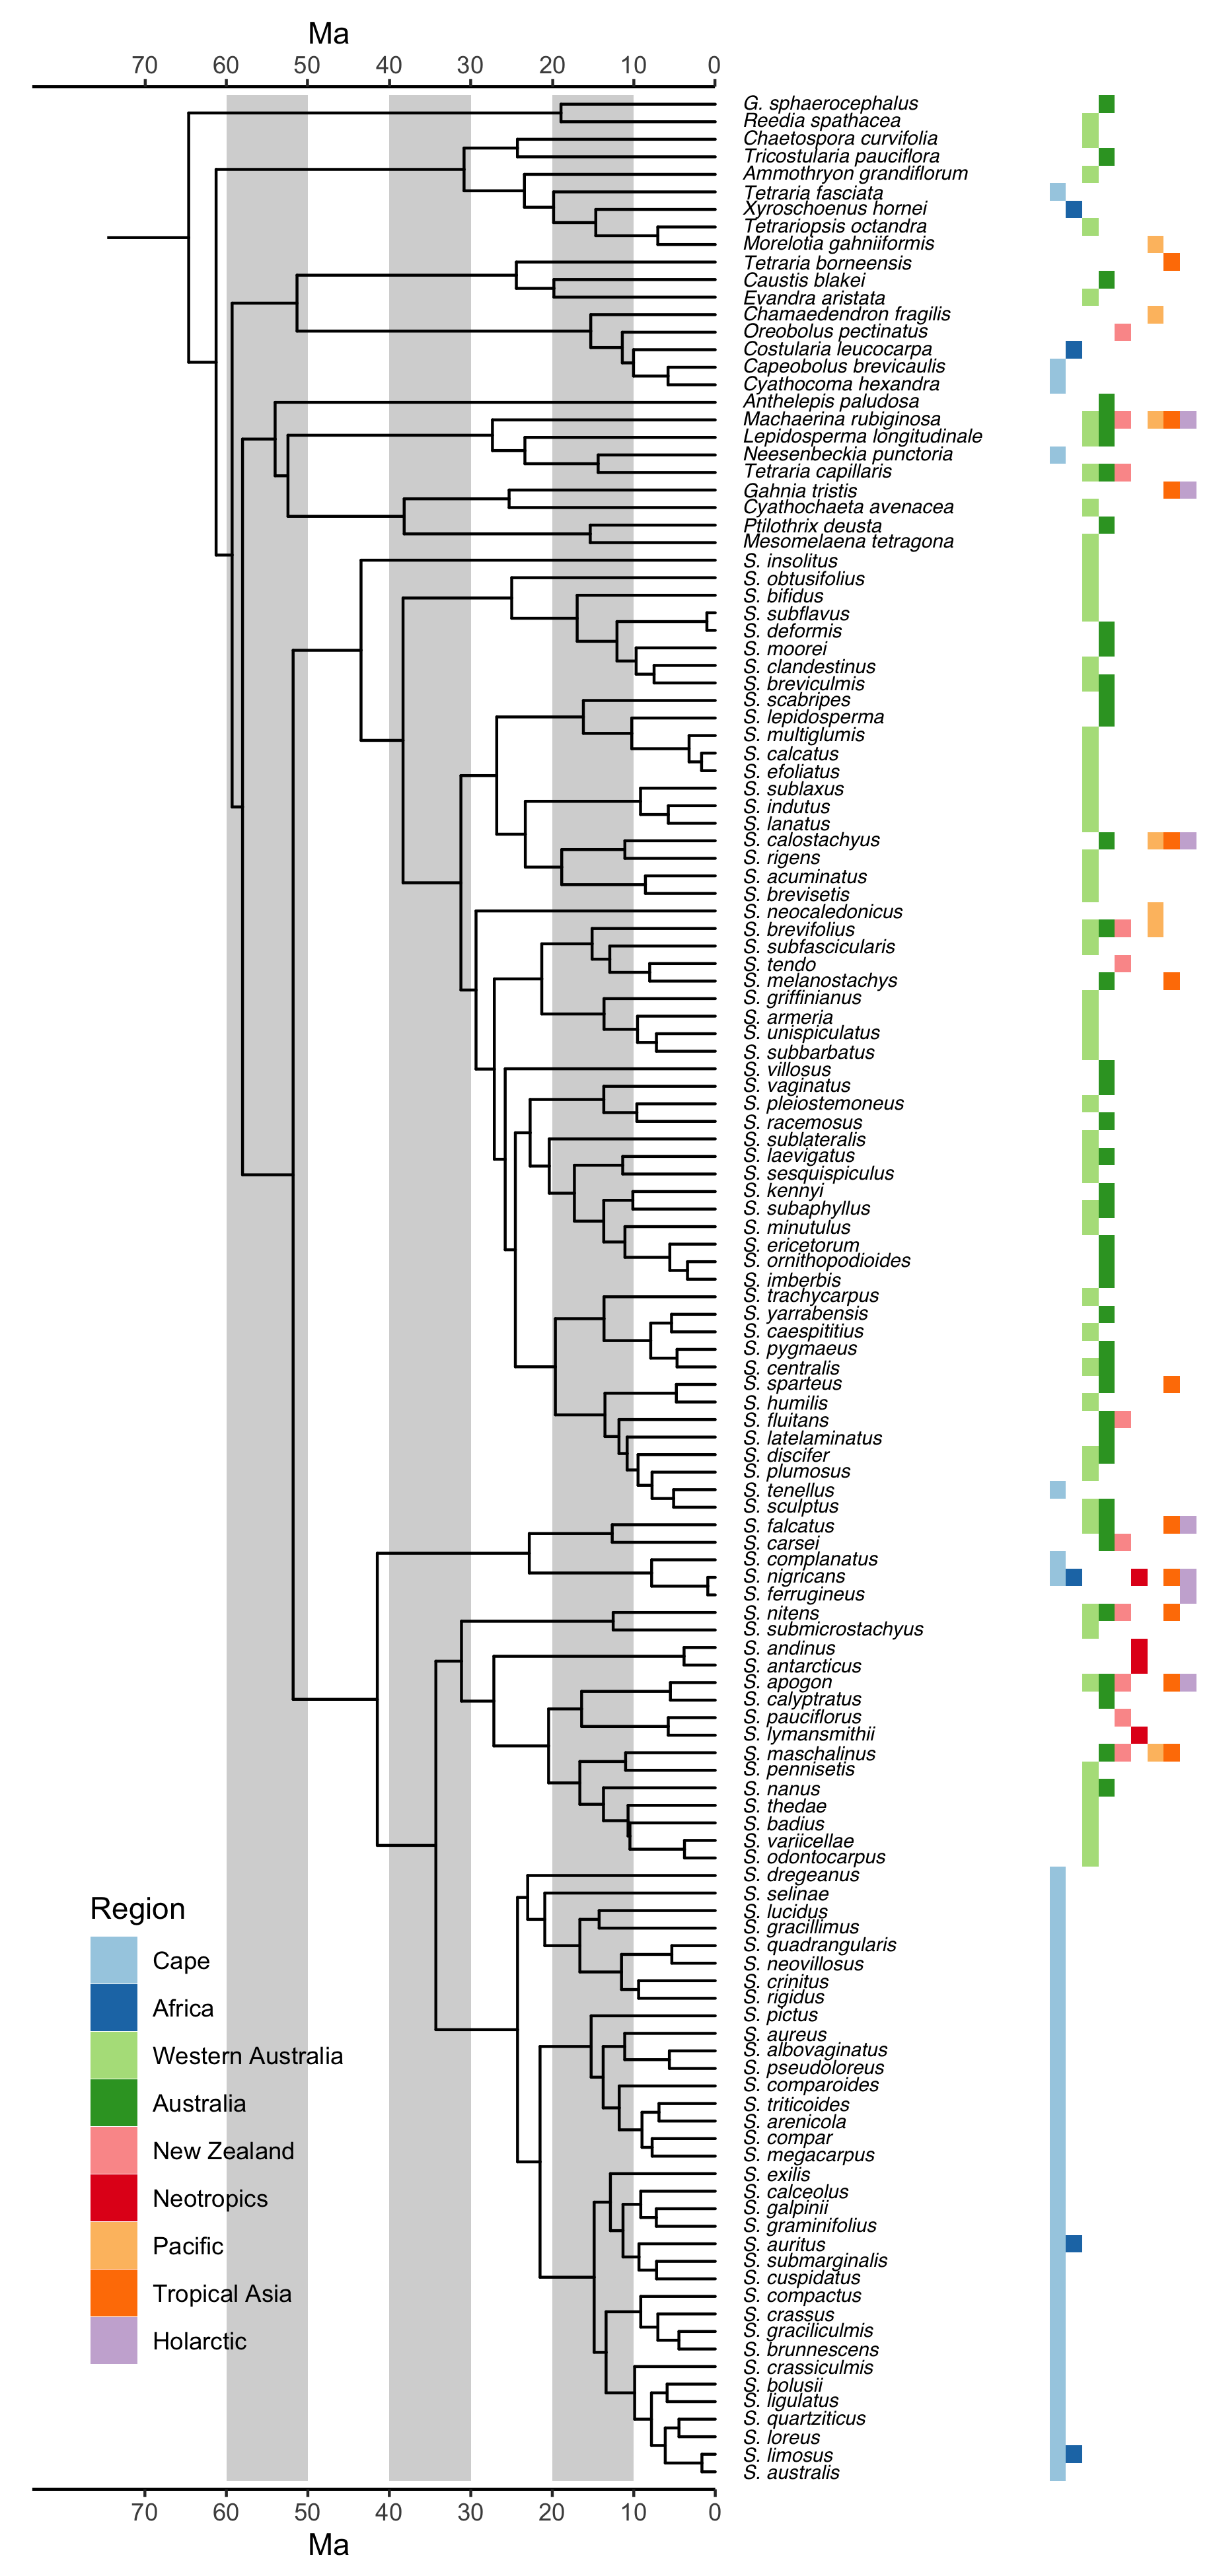 Ma
70 60 50 40 30 20 10 0
G. sphaerocephalus
Reedia spathacea
Chaetospora curvifolia
Tricostularia pauciflora
Ammothryon grandiflorum
Tetraria fasciata
Xyroschoenus hornei
Tetrariopsis octandra
Morelotia gahniiformis
Tetraria borneensis
Caustis blakei
Evandra aristata
Chamaedendron fragilis
Oreobolus pectinatus
Costularia leucocarpa
Capeobolus brevicaulis
Cyathocoma hexandra
Anthelepis paludosa
Machaerina rubiginosa
Lepidosperma longitudinale
Neesenbeckia punctoria
Tetraria capillaris
Gahnia tristis
Cyathochaeta avenacea
Ptilothrix deusta
Mesomelaena tetragona
S. insolitus
S. obtusifolius
S. bifidus
S. subflavus
S. deformis
S. moorei
S. clandestinus
S. breviculmis
S. scabripes
S. lepidosperma
S. multiglumis
S. calcatus
S. efoliatus
S. sublaxus
S. indutus
S. lanatus
S. calostachyus
S. rigens
S. acuminatus
S. brevisetis
S. neocaledonicus
S. brevifolius
S. subfascicularis
S. tendo
S. melanostachys
S. griffinianus
S. armeria
S. unispiculatus
S. subbarbatus
S. villosus
S. vaginatus
S. pleiostemoneus
S. racemosus
S. sublateralis
S. laevigatus
S. sesquispiculus
S. kennyi
S. subaphyllus
S. minutulus
S. ericetorum
S. ornithopodioides
S. imberbis
S. trachycarpus
S. yarrabensis
S. caespititius
S. pygmaeus
S. centralis
S. sparteus
S. humilis
S. fluitans
S. latelaminatus
S. discifer
S. plumosus
S. tenellus
S. sculptus
S. falcatus
S. carsei
S. complanatus
S. nigricans
S. ferrugineus
S. nitens
S. submicrostachyus
S. andinus
S. antarcticus
S. apogon
S. calyptratus
S. pauciflorus
S. lymansmithii
S. maschalinus
S. pennisetis
S. nanus
S. thedae
S. badius
S. variicellae
S. odontocarpus
S. dregeanus
S. selinae
S. lucidus
S. gracillimus
S. quadrangularis
S. neovillosus
S. crinitus
S. rigidus
S. pictus
S. aureus
S. albovaginatus
S. pseudoloreus
S. comparoides
S. triticoides
S. arenicola
S. compar
S. megacarpus
S. exilis
S. calceolus
S. galpinii
S. graminifolius
S. auritus
S. submarginalis
S. cuspidatus
S. compactus
S. crassus
S. graciliculmis
S. brunnescens
S. crassiculmis
S. bolusii
S. ligulatus
S. quartziticus
S. loreus
S. limosus
S. australis
Region
Cape
Africa
Western Australia
Australia
New Zealand
Neotropics
Pacific
Tropical Asia
Holarctic
70 60 50 40 30 20 10 0
Ma